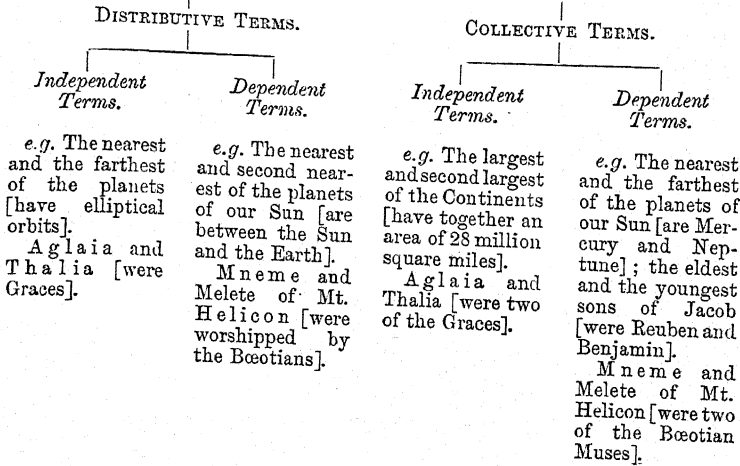 DISTRIBUTIVE TERMS.
Independent
Terms.
e.g. The nearest
and the farthest
of the planets
[have elliptical
orbits].
Aglaia and
Thalia [were
Graces].
Dependent
Terms.
e.g. The nearest
and second near-
est of the planets
of our Sun [are
between the Sun
and the Earth].
Mneme and
Melete of Mt.
Helicon [were
worshipped by
the Bœotians].
COLLECTIVE TERMS.
Independent
Terms.
e.g. The largest
and second largest
of the Continents
[have together an
area of 28 million
square miles].
Aglaia and
Thalia [were two
of the Graces].
Dependent
Terms.
e.g. The nearest
and the farthest
of the planets of
our Sun [are Mer-
cury and Nep-
tune]; the eldest
and the youngest
sons of Jacob
[were Reuben and
Benjamin].
Mneme and
Melete of Mt.
Helicon [were two
of the Bœotian
Muses].